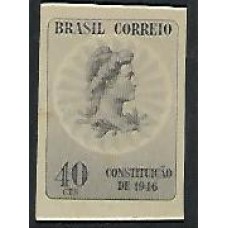 BRASIL CORREIO
40 CTS
CONSTITUIÇÃO
DE 1946